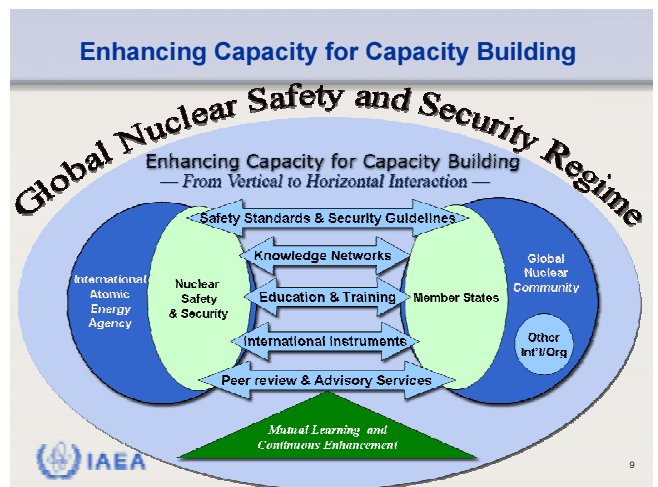 Enhancing Capacity for Capacity Building
Global Nuclear Safety and Security Regime
Enhancing Capacity for Capacity Building
— From Vertical to Horizontal Interaction —
Safety Standards & Security Guidelines
Knowledge Networks
Education & Training
International Instruments
Peer review & Advisory Services
International
Atomic
Energy
Agency
Nuclear
Safety
& Security
Member States
Global
Nuclear
Community
Other
Int'l/Org
Mutual Learning and
Continuous Enhancement
IAEA
9